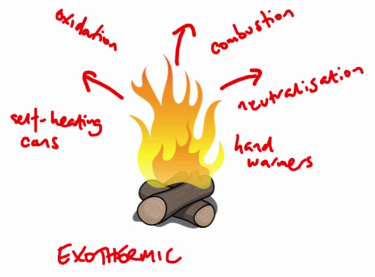 oxidation
combustion
neutralisation
self-heating
cans
hand
warmers
EXOTHERMIC